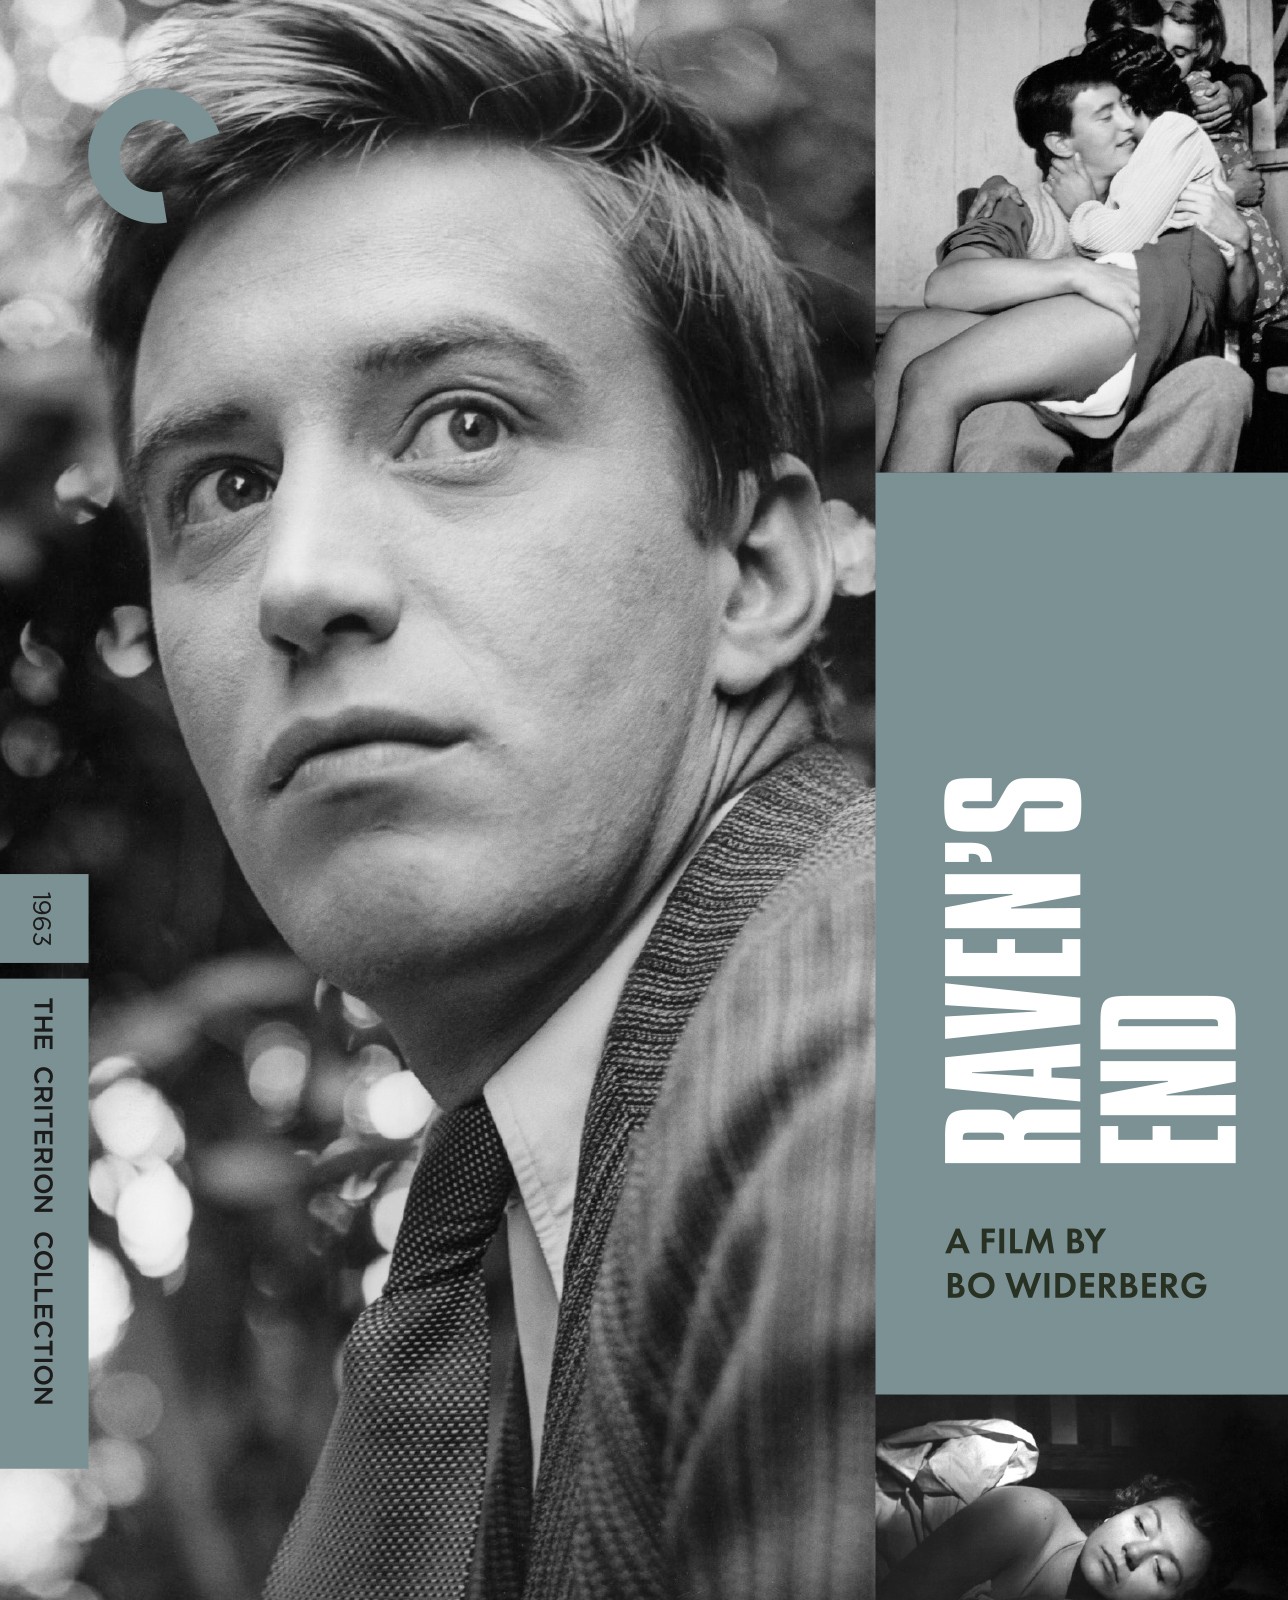 1963
THE CRITERION COLLECTION
RAVEN'S
END
A FILM BY
BO WIDERBERG